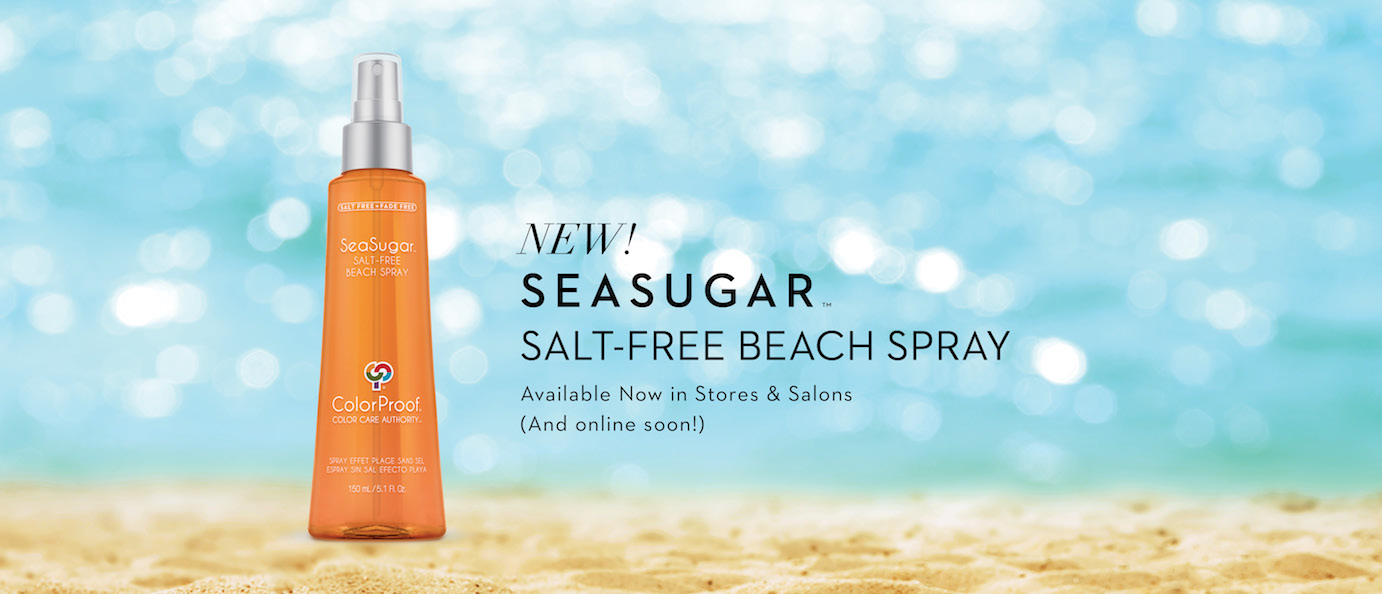 SALT FREE • FADE FREE
SeaSugar™
SALT-FREE
BEACH SPRAY
ColorProof®
COLOR CARE AUTHORITY™
SPRAY EFFET PLAGE SANS SEL
ESPRAY SIN SAL EFECTO PLAYA
150 mL / 5.1 Fl. Oz.
NEW!
SEASUGAR™
SALT-FREE BEACH SPRAY
Available Now in Stores & Salons
(And online soon!)